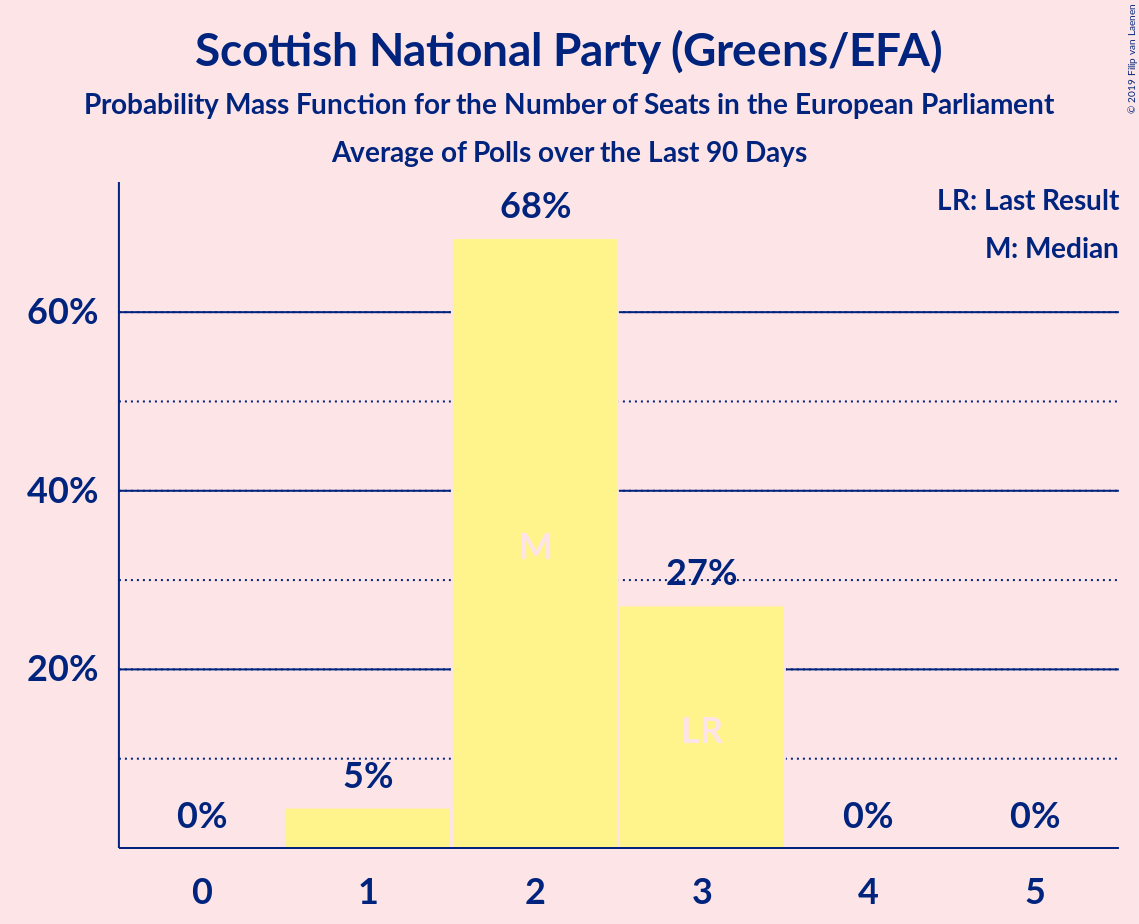 Scottish National Party (Greens/EFA)
Probability Mass Function for the Number of Seats in the European Parliament
Average of Polls over the Last 90 Days
© 2019 Filip van Laenen
LR: Last Result
M: Median
68%
60%
40%
M
27%
20%
LR
5%
0%
0%
0%
0 1 2 3 4 5